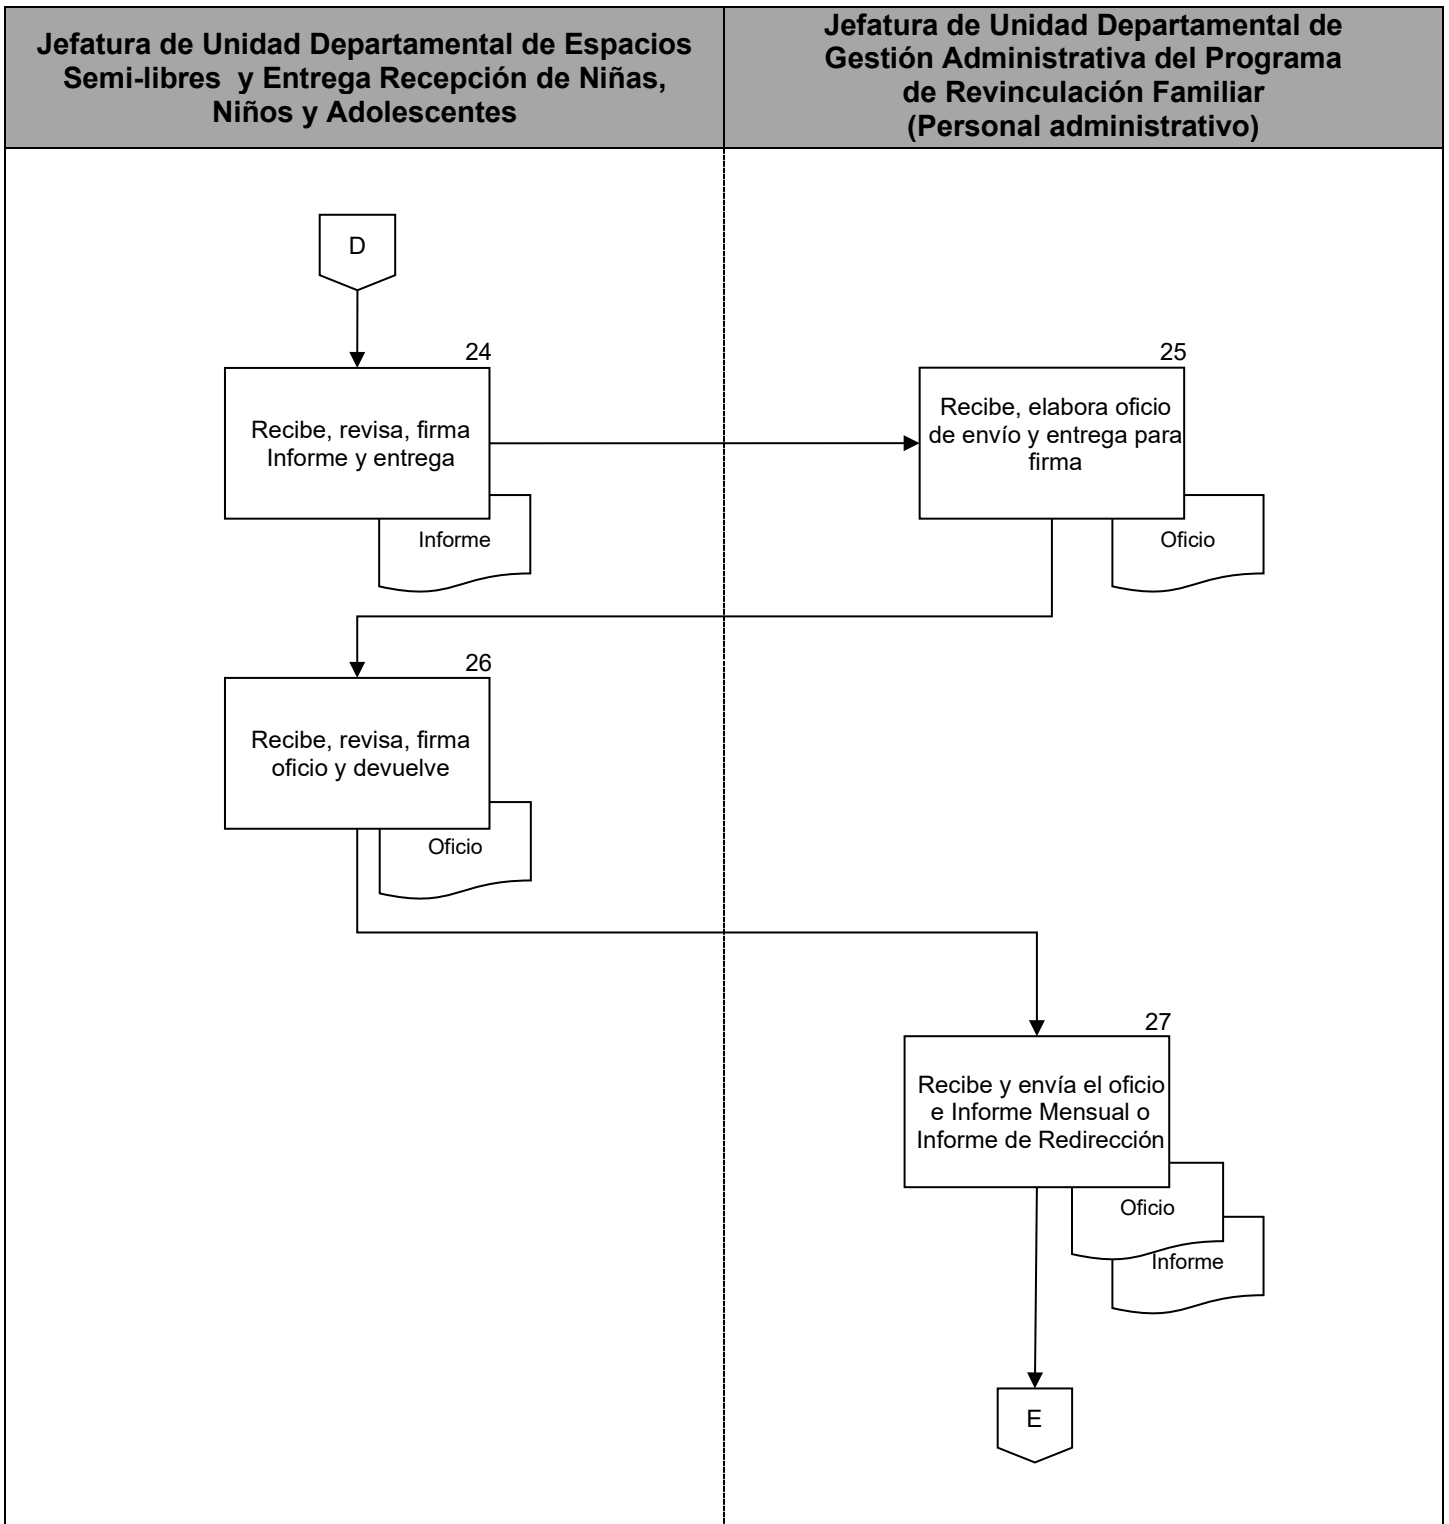 Jefatura de Unidad Departamental de Espacios
Semi-libres y Entrega Recepción de Niñas,
Niños y Adolescentes
Jefatura de Unidad Departamental de
Gestión Administrativa del Programa
de Revinculación Familiar
(Personal administrativo)
D
24
Recibe, revisa, firma
Informe y entrega
Informe
25
Recibe, elabora oficio
de envío y entrega para
firma
Oficio
26
Recibe, revisa, firma
oficio y devuelve
Oficio
27
Recibe y envía el oficio
e Informe Mensual o
Informe de Redirección
Oficio
Informe
E